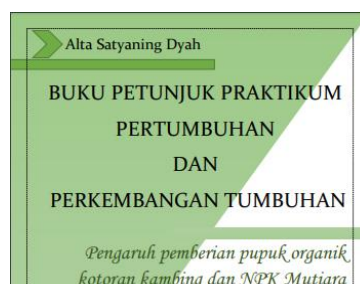 Alta Satyaning Dyah
BUKU PETUNJUK PRAKTIKUM
PERTUMBUHAN
DAN
PERKEMBANGAN TUMBUHAN
Pengaruh pemberian pupuk organik
kotoran kambing dan NPK Mutiara